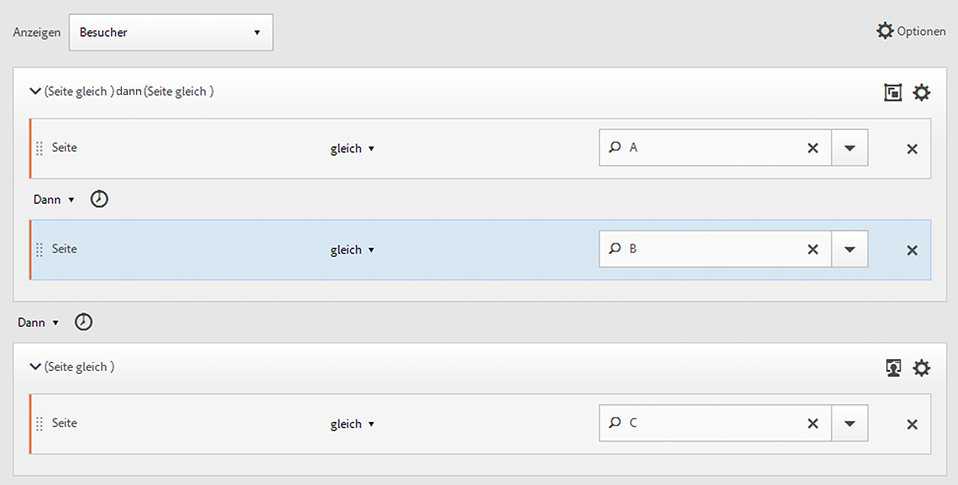 Anzeigen Besucher Optionen
(Seite gleich ) dann (Seite gleich )
Seite gleich A
Dann
Seite gleich B
Dann
(Seite gleich )
Seite gleich C